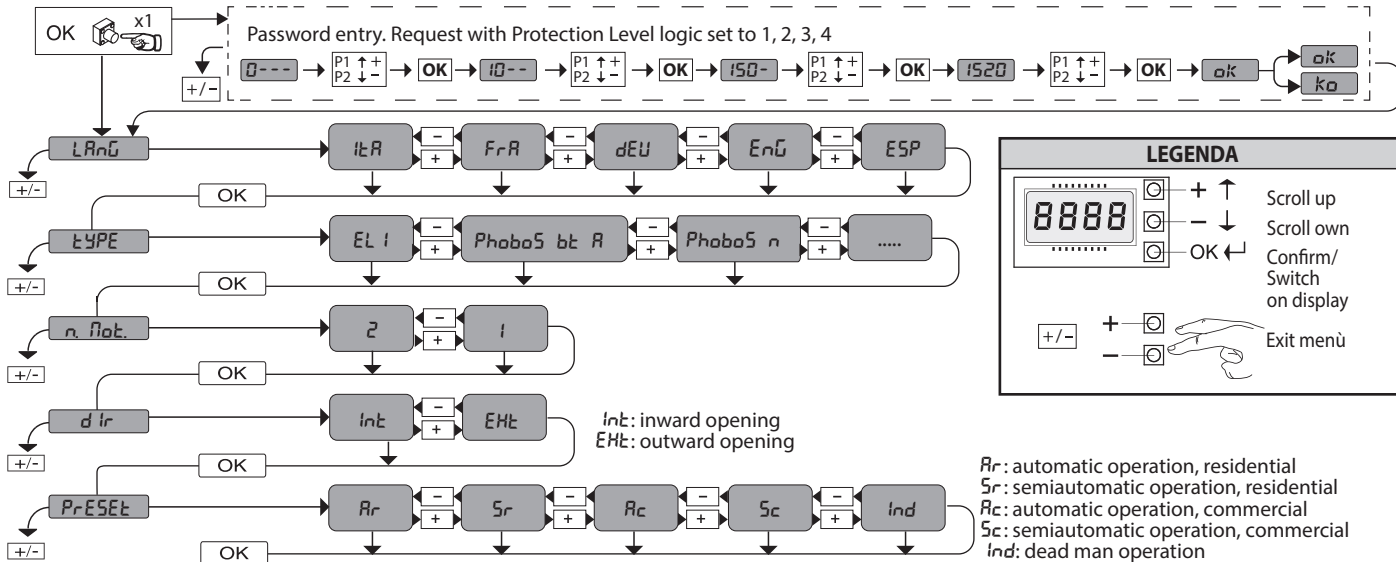 OK x1
Password entry. Request with Protection Level logic set to 1, 2, 3, 4
+/- 0--- P1 ↑ + P2 ↓ - OK 10-- P1 ↑ + P2 ↓ - OK 150- P1 ↑ + P2 ↓ - OK 1520 P1 ↑ + P2 ↓ - OK ok ok
ko
LAnG ItA - + FrA - + dEU - + EnG - + ESP
+/-
OK
tYPE ELI - + PhoboS bt A - + PhoboS n - + .....
+/-
OK
n. Mot. 2 - + 1
+/-
OK
dIr Int - + EXt
+/-
OK
Int: inward opening
EXt: outward opening
PrESEt Ar - + Sr - + Ac - + Sc - + Ind
+/-
OK
Ar: automatic operation, residential
Sr: semiautomatic operation, residential
Ac: automatic operation, commercial
Sc: semiautomatic operation, commercial
Ind: dead man operation
LEGENDA
8888
+ ↑ Scroll up
- ↓ Scroll own
OK Confirm/
Switch
on display
+/- + - Exit menù